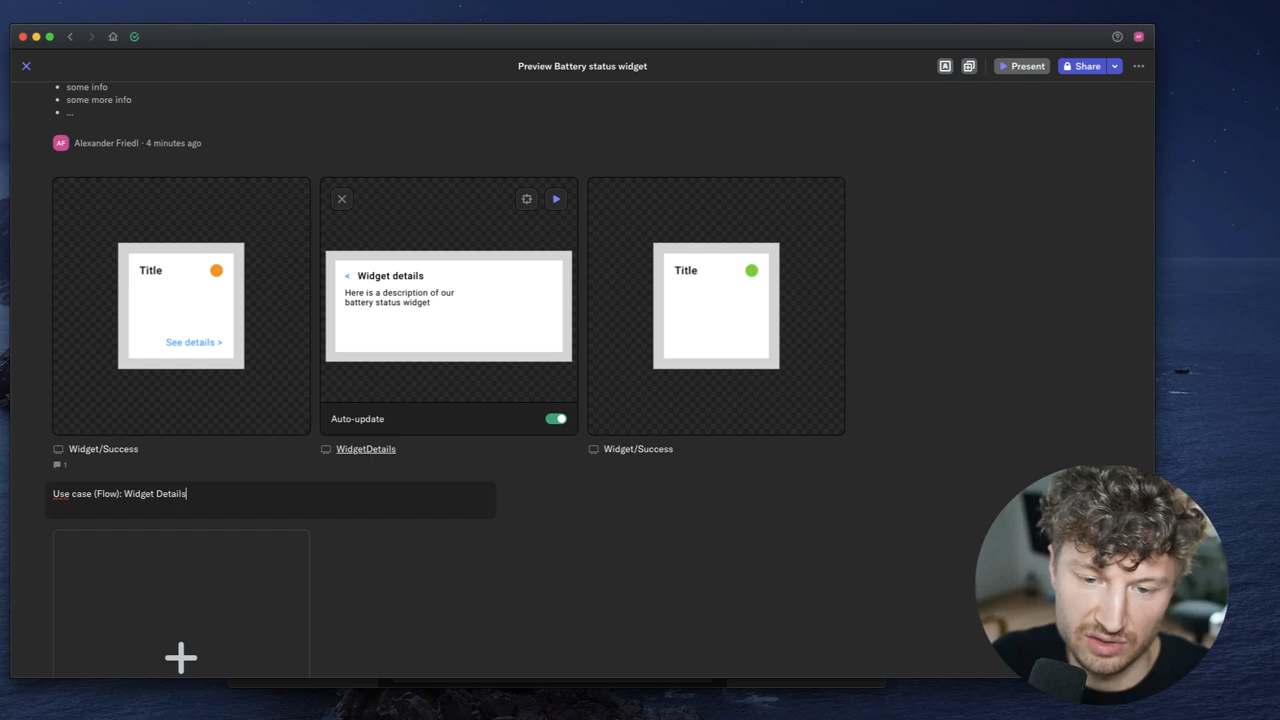 AF
Preview Battery status widget
Present
Share
some info
some more info
...
AF
Alexander Friedl · 4 minutes ago
Title
See details >
< Widget details
Here is a description of our
battery status widget
Auto-update
Title
Widget/Success
1
WidgetDetails
Widget/Success
Use case (Flow): Widget Details